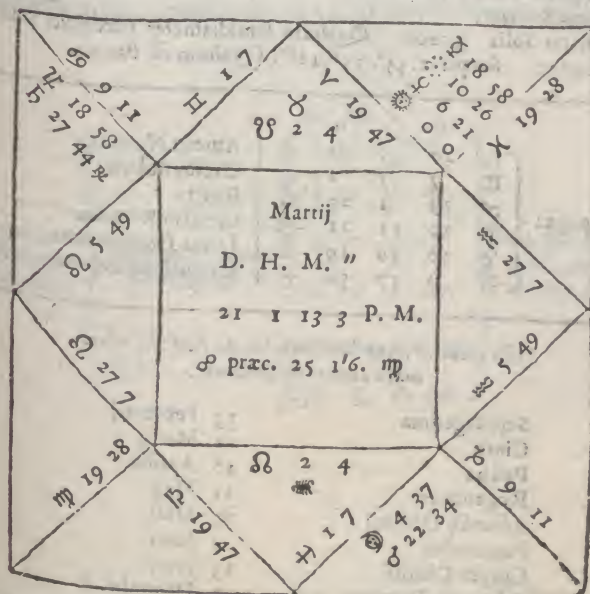 ♋ 9 11
♃ 18 58
♄ 27 44 ℞
♊ 1 7
♈ 19 47
♉
☋ 2 4
☿ 18 58
♀ 10 26
6 21
0 0
♓ 19 28
♌ 5 49
Martij
D. H. M. "
21 1 13 3 P. M.
☍ præc. 25 1'6. ♍
♒ 27 7
♒ 5 49
♌ 27 7
♍ 19 28
♎ 19 47
☊ 2 4
♐ 1 7
4 37
♂ 22 34
♑ 9 11